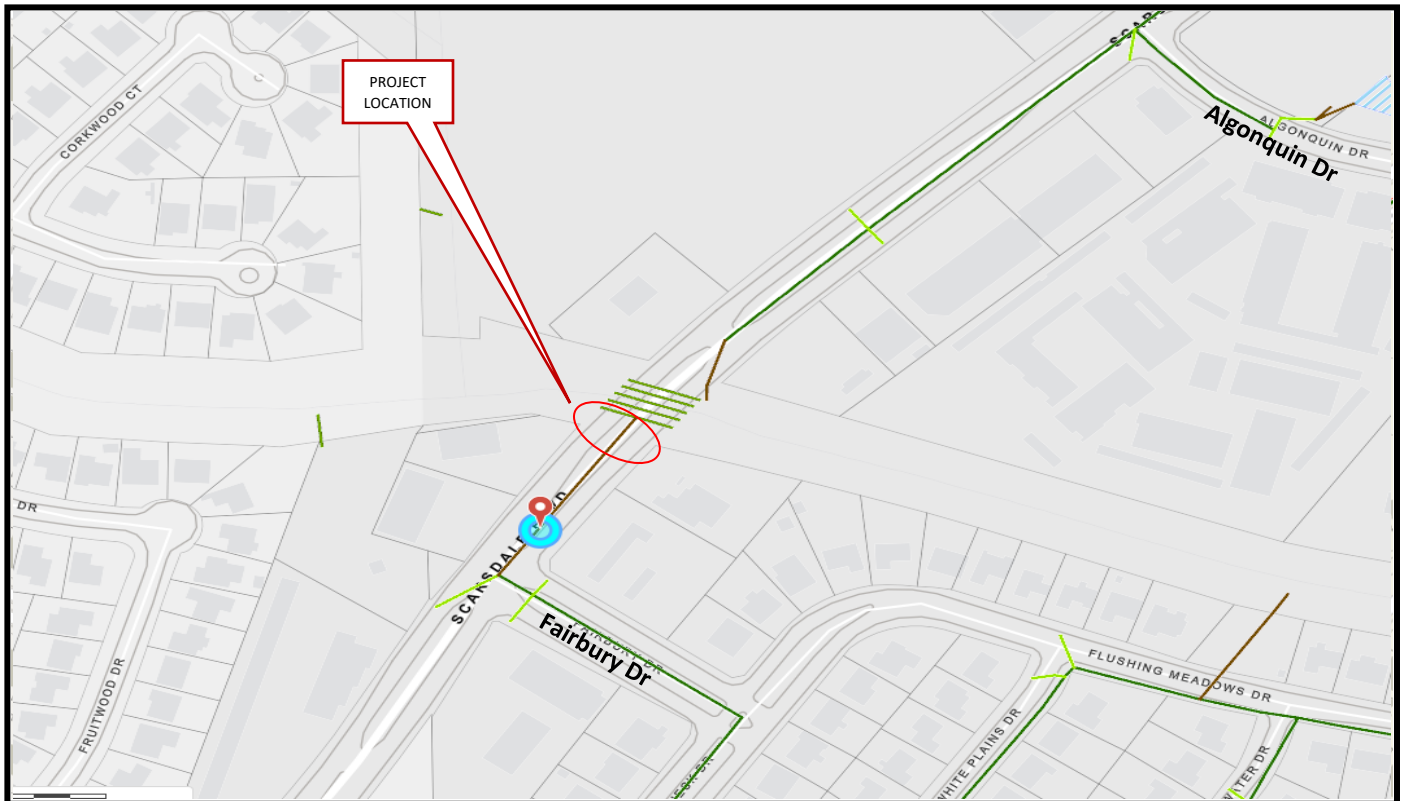 PROJECT
LOCATION
CORKWOOD CT
Algonquin Dr
ALGONQUIN DR
SCARSDALE
Fairbury Dr
FAIRBURY DR
FLUSHING MEADOWS DR
WHITE PLAINS DR
FRUITWOOD DR
DR